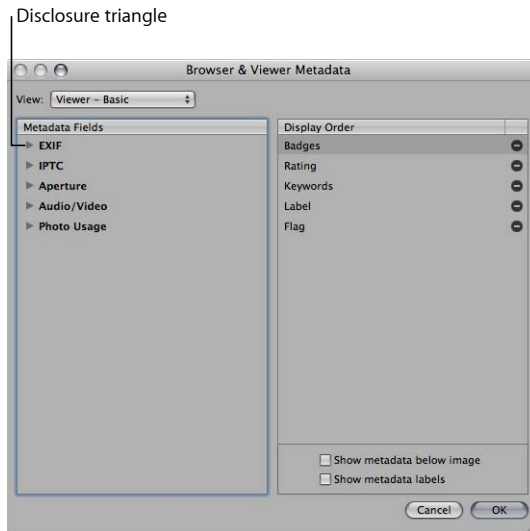 Disclosure triangle
Browser & Viewer Metadata
View: Viewer – Basic
Metadata Fields
EXIF
IPTC
Aperture
Audio/Video
Photo Usage
Display Order
Badges
Rating
Keywords
Label
Flag
Show metadata below image
Show metadata labels
Cancel OK